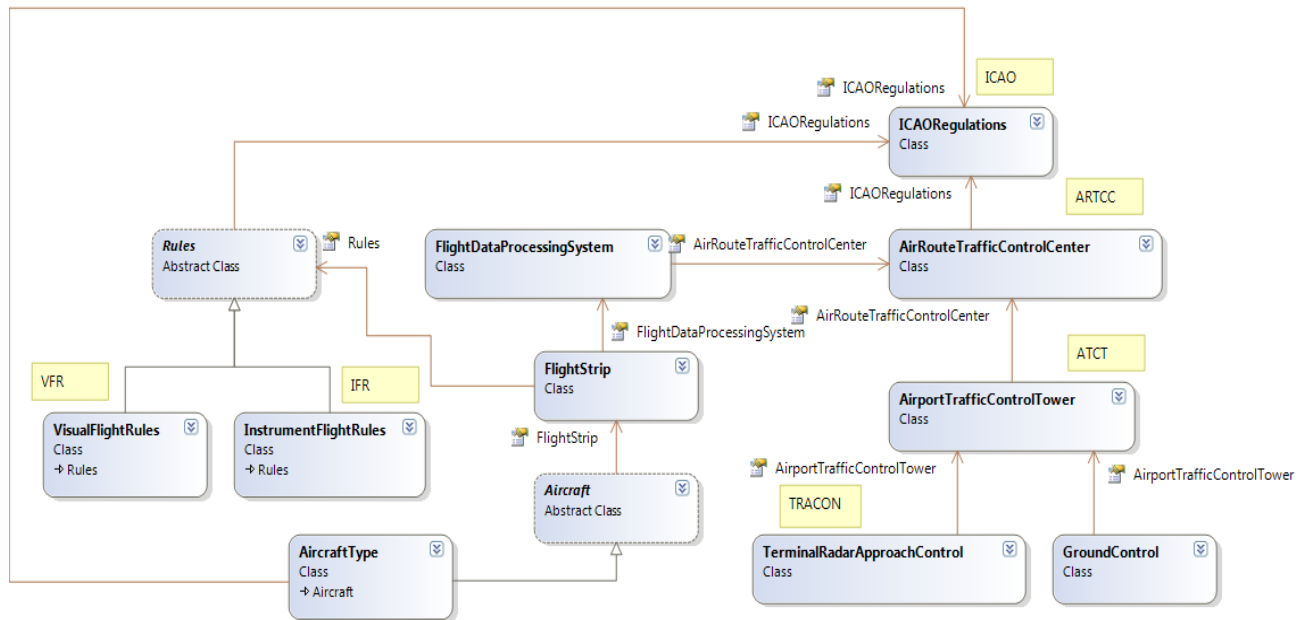 ICAO
ICAORegulations
ICAORegulations
ICAORegulations
Class
ICAORegulations
ARTCC
Rules
Abstract Class
Rules
FlightDataProcessingSystem
Class
AirRouteTrafficControlCenter
AirRouteTrafficControlCenter
Class
FlightDataProcessingSystem
AirRouteTrafficControlCenter
ATCT
VFR
IFR
FlightStrip
Class
AirportTrafficControlTower
Class
VisualFlightRules
Class
Rules
InstrumentFlightRules
Class
Rules
FlightStrip
AirportTrafficControlTower
AirportTrafficControlTower
Aircraft
Abstract Class
TRACON
AircraftType
Class
Aircraft
TerminalRadarApproachControl
Class
GroundControl
Class